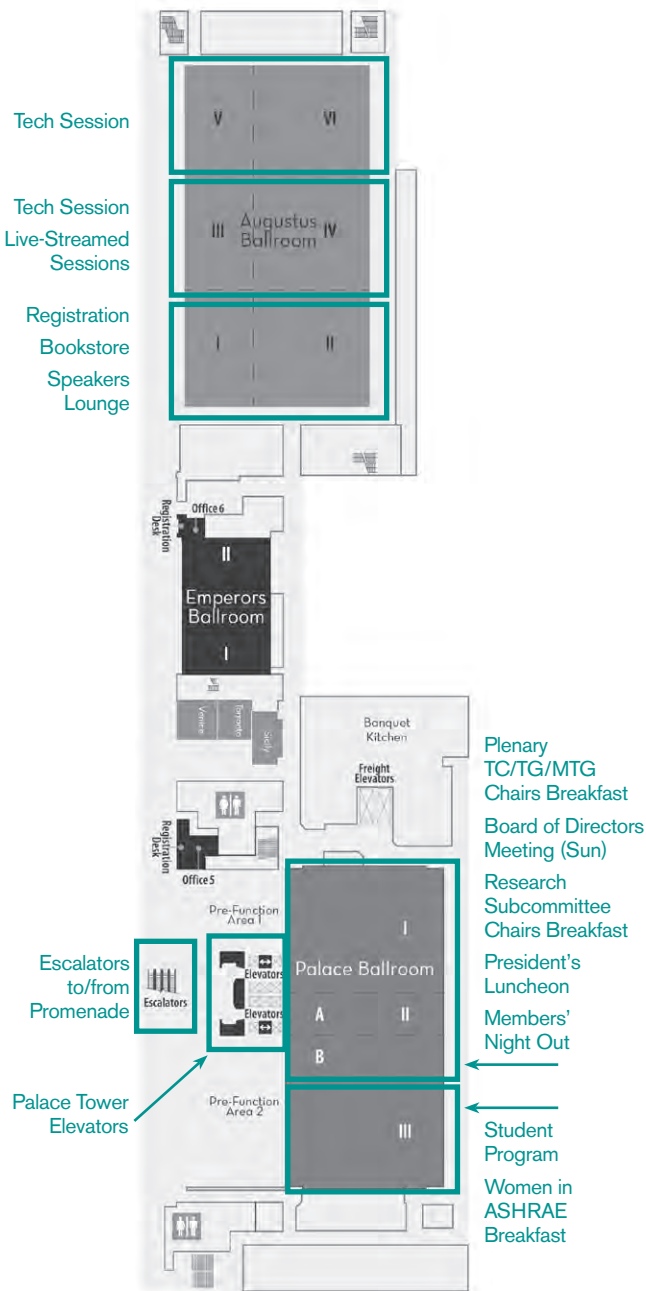 Tech Session
V
VI
Tech Session
Live-Streamed
Sessions
III
Augustus
Ballroom
IV
Registration
Bookstore
Speakers
Lounge
I
II
Registration
Desk
Office 6
II
Emperors
Ballroom
I
Venice
Sicily
Banquet
Kitchen
Freight
Elevators
Registration
Desk
Office 5
Plenary
TC/TG/MTG
Chairs Breakfast
Board of Directors
Meeting (Sun)
Research
Subcommittee
Chairs Breakfast
President's
Luncheon
Members'
Night Out
Pre-Function
Area 1
I
Palace Ballroom
A
II
B
Elevators
Elevators
Escalators
to/from
Promenade
Escalators
Palace Tower
Elevators
Pre-Function
Area 2
III
Student
Program
Women in
ASHRAE
Breakfast